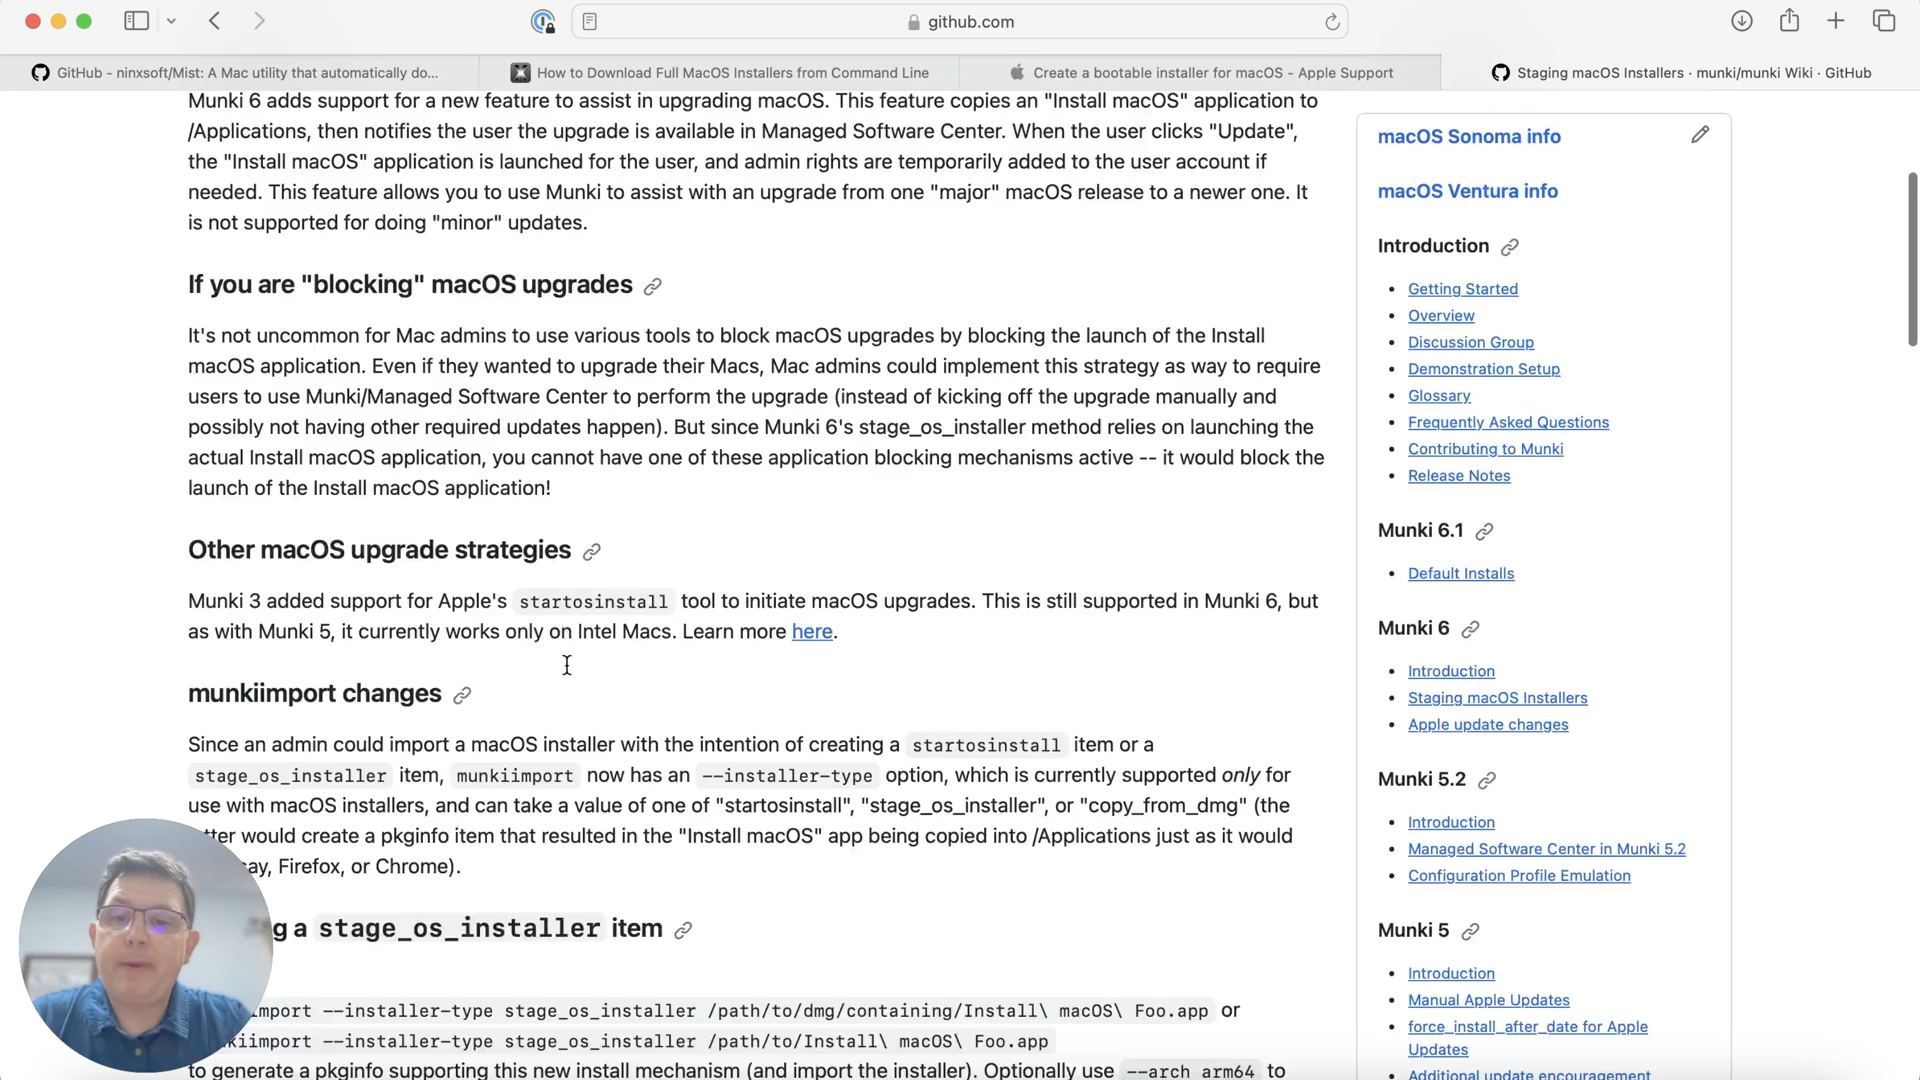 github.com
GitHub - ninxsoft/Mist: A Mac utility that automatically do...
How to Download Full MacOS Installers from Command Line
Create a bootable installer for macOS - Apple Support
Staging macOS Installers · munki/munki Wiki · GitHub
Munki 6 adds support for a new feature to assist in upgrading macOS. This feature copies an "Install macOS" application to
/Applications, then notifies the user the upgrade is available in Managed Software Center. When the user clicks "Update",
the "Install macOS" application is launched for the user, and admin rights are temporarily added to the user account if
needed. This feature allows you to use Munki to assist with an upgrade from one "major" macOS release to a newer one. It
is not supported for doing "minor" updates.
If you are "blocking" macOS upgrades
It's not uncommon for Mac admins to use various tools to block macOS upgrades by blocking the launch of the Install
macOS application. Even if they wanted to upgrade their Macs, Mac admins could implement this strategy as way to require
users to use Munki/Managed Software Center to perform the upgrade (instead of kicking off the upgrade manually and
possibly not having other required updates happen). But since Munki 6's stage_os_installer method relies on launching the
actual Install macOS application, you cannot have one of these application blocking mechanisms active -- it would block the
launch of the Install macOS application!
Other macOS upgrade strategies
Munki 3 added support for Apple's startosinstall tool to initiate macOS upgrades. This is still supported in Munki 6, but
as with Munki 5, it currently works only on Intel Macs. Learn more here.
munkiimport changes
Since an admin could import a macOS installer with the intention of creating a startosinstall item or a
stage_os_installer item, munkiimport now has an --installer-type option, which is currently supported only for
use with macOS installers, and can take a value of one of "startosinstall", "stage_os_installer", or "copy_from_dmg" (the
would create a pkginfo item that resulted in the "Install macOS" app being copied into /Applications just as it would
say, Firefox, or Chrome).
g a stage_os_installer item
import --installer-type stage_os_installer /path/to/dmg/containing/Install\ macOS\ Foo.app or
kiimport --installer-type stage_os_installer /path/to/Install\ macOS\ Foo.app
to generate a pkginfo supporting this new install mechanism (and import the installer). Optionally use --arch arm64 to
macOS Sonoma info
macOS Ventura info
Introduction
Getting Started
Overview
Discussion Group
Demonstration Setup
Glossary
Frequently Asked Questions
Contributing to Munki
Release Notes
Munki 6.1
Default Installs
Munki 6
Introduction
Staging macOS Installers
Apple update changes
Munki 5.2
Introduction
Managed Software Center in Munki 5.2
Configuration Profile Emulation
Munki 5
Introduction
Manual Apple Updates
force_install_after_date for Apple
Updates
Additional update encouragement